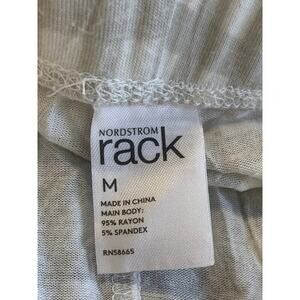 NORDSTROM
rack
M
MADE IN CHINA
MAIN BODY:
95% RAYON
5% SPANDEX
RN58665